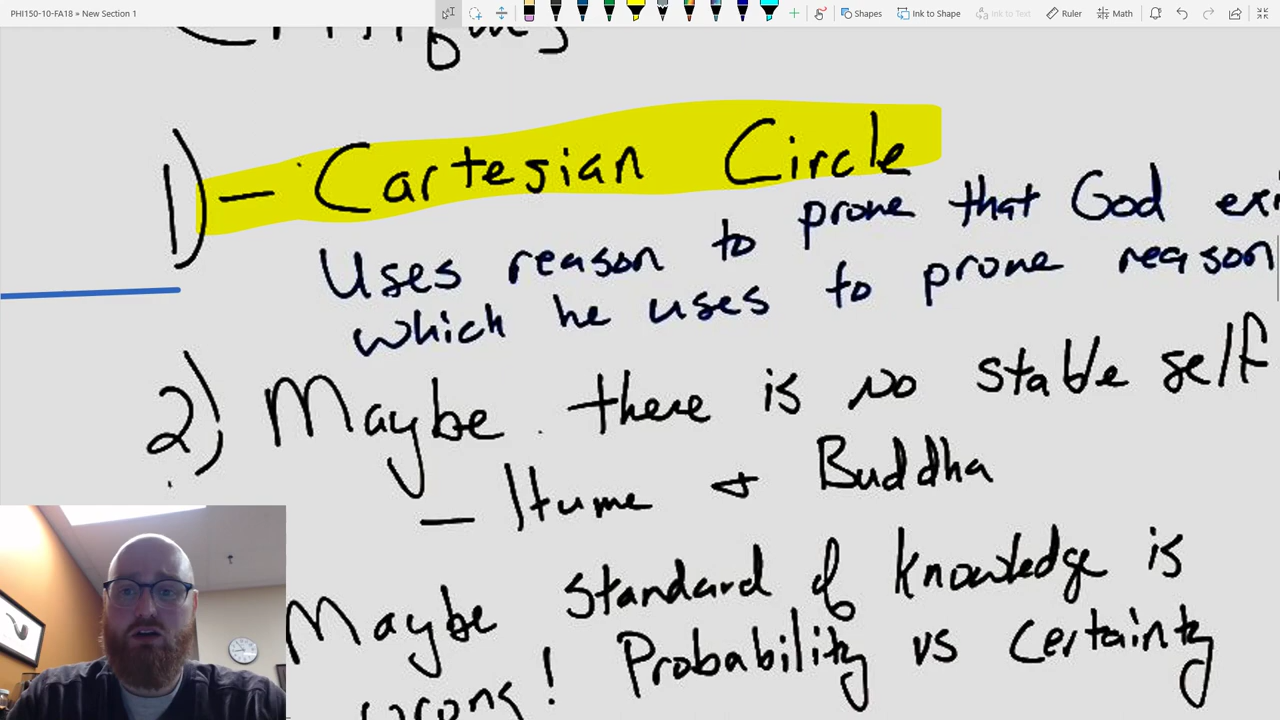 PHI150-10-FA18 » New Section 1
Shapes
Ink to Shape
Ink to Text
Ruler
Math
1) - Cartesian Circle
Uses reason to prove that God exi
which he uses to prove reason
2) Maybe there is no stable self
- Hume + Buddha
Maybe standard of knowledge is
wrong! Probability vs certainty